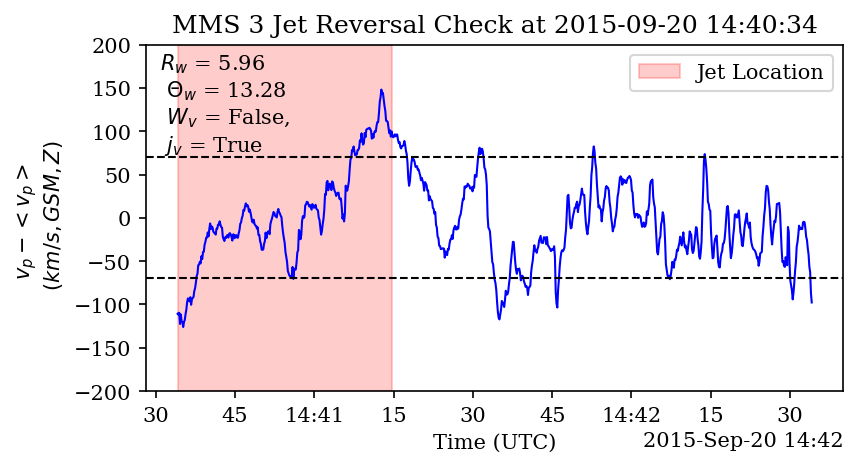 MMS 3 Jet Reversal Check at 2015-09-20 14:40:34
R_w = 5.96
Θ_w = 13.28
W_v = False,
j_v = True
Jet Location
200
150
100
50
0
−50
−100
−150
−200
v_p − < v_p >
(km/s, GSM, Z)
30 45 14:41 15 30 45 14:42 15 30
Time (UTC)
2015-Sep-20 14:42